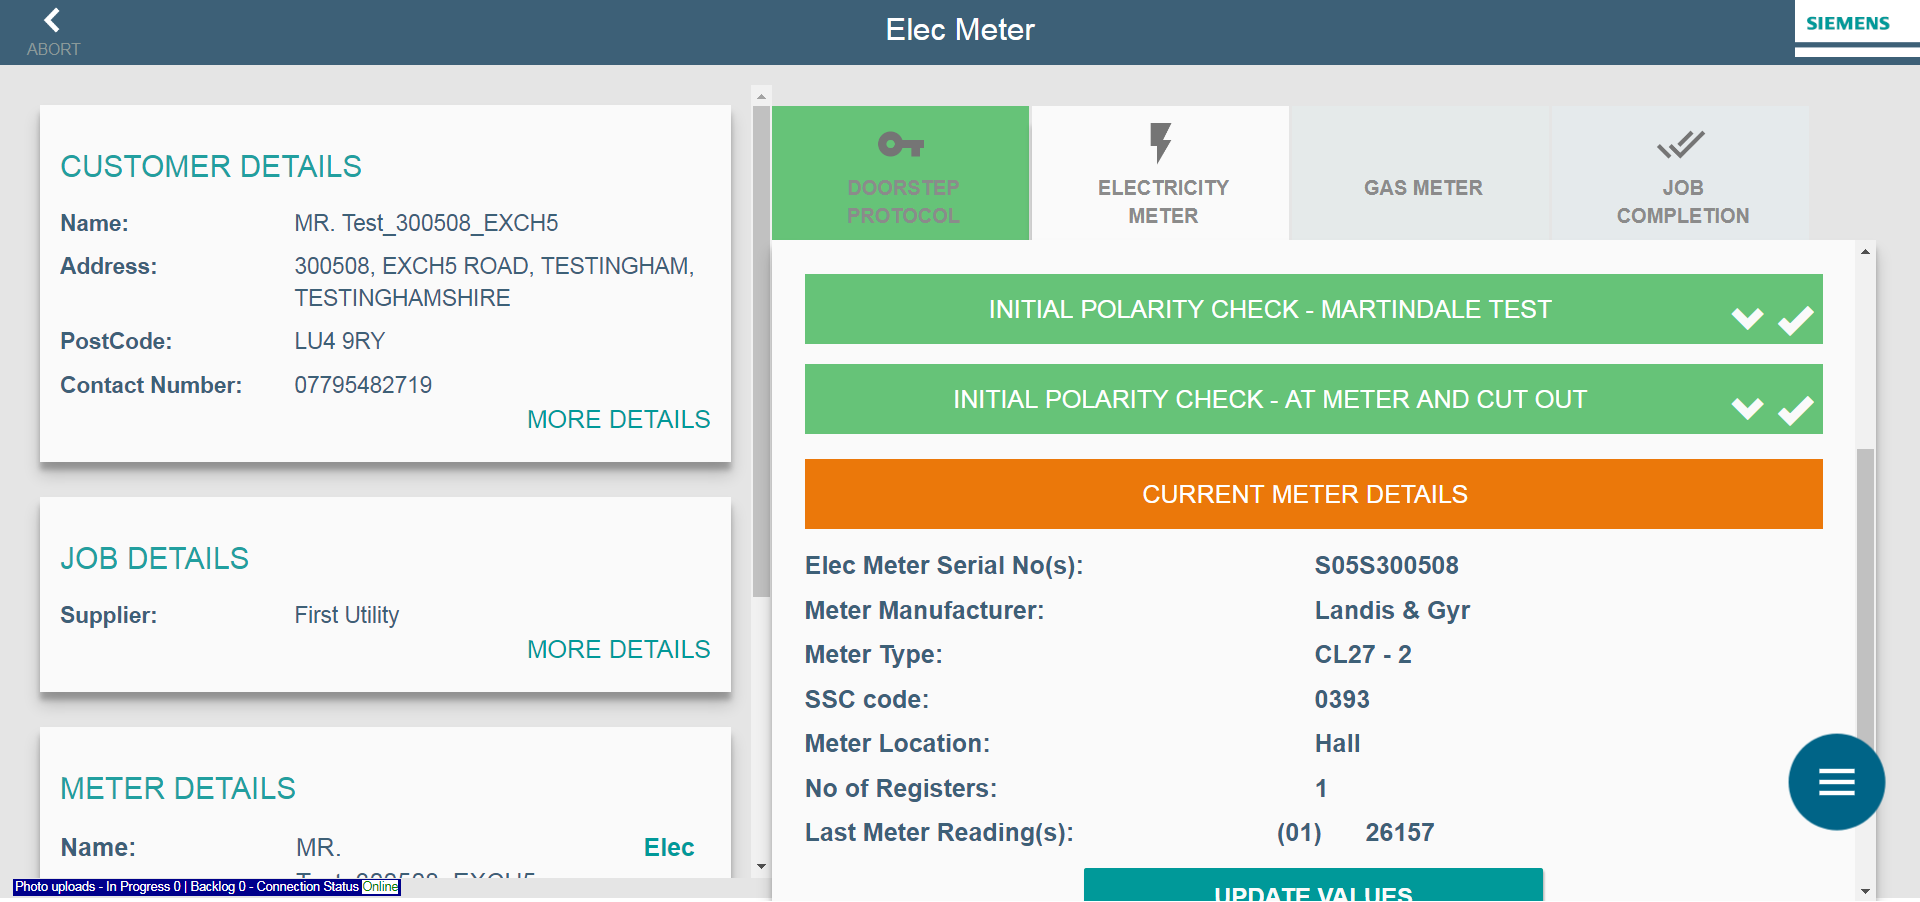 ABORT
Elec Meter
SIEMENS
CUSTOMER DETAILS
Name: MR. Test_300508_EXCH5
Address: 300508, EXCH5 ROAD, TESTINGHAM,
TESTINGHAMSHIRE
PostCode: LU4 9RY
Contact Number: 07795482719
MORE DETAILS
JOB DETAILS
Supplier: First Utility
MORE DETAILS
METER DETAILS
Name: MR. Elec
Test_300508_EXCH5
Photo uploads - In Progress 0 | Backlog 0 - Connection Status Online
DOORSTEP
PROTOCOL
ELECTRICITY
METER
GAS METER
JOB
COMPLETION
INITIAL POLARITY CHECK - MARTINDALE TEST
INITIAL POLARITY CHECK - AT METER AND CUT OUT
CURRENT METER DETAILS
Elec Meter Serial No(s): S05S300508
Meter Manufacturer: Landis & Gyr
Meter Type: CL27 - 2
SSC code: 0393
Meter Location: Hall
No of Registers: 1
Last Meter Reading(s): (01) 26157
UPDATE VALUES